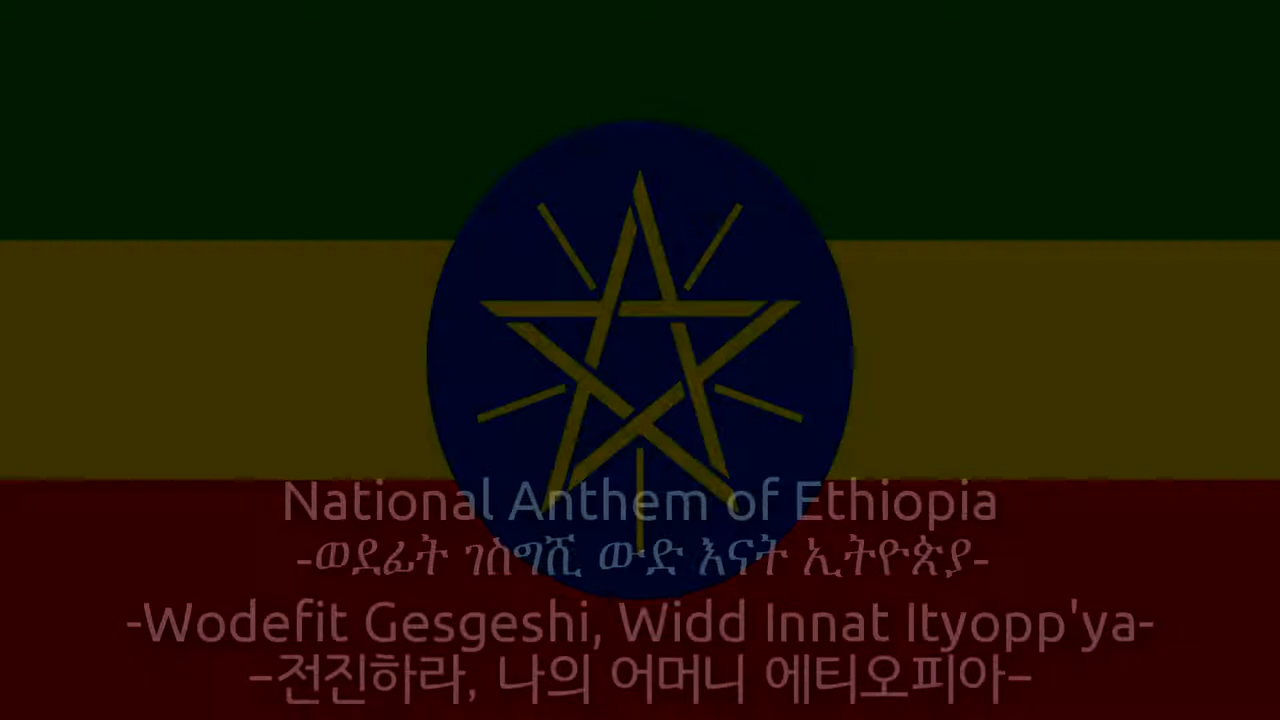 National Anthem of Ethiopia
-ወደፊት ገስግሺ ውድ እናት ኢትዮጵያ-
-Wodefit Gesgeshi, Widd Innat Ityopp'ya-
-전진하라, 나의 어머니 에티오피아-